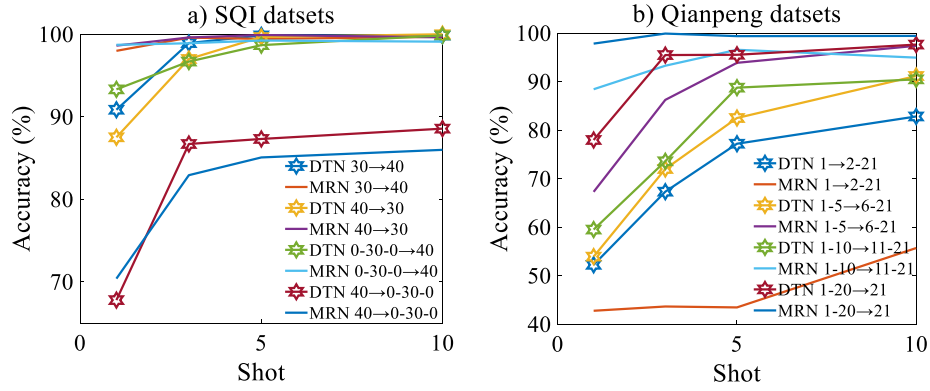 a) SQI datsets
Accuracy (%)
100
90
80
70
0
5
10
Shot
DTN 30→40
MRN 30→40
DTN 40→30
MRN 40→30
DTN 0-30-0→40
MRN 0-30-0→40
DTN 40→0-30-0
MRN 40→0-30-0
b) Qianpeng datsets
Accuracy (%)
100
90
80
70
60
50
40
0
5
10
Shot
DTN 1→2-21
MRN 1→2-21
DTN 1-5→6-21
MRN 1-5→6-21
DTN 1-10→11-21
MRN 1-10→11-21
DTN 1-20→21
MRN 1-20→21